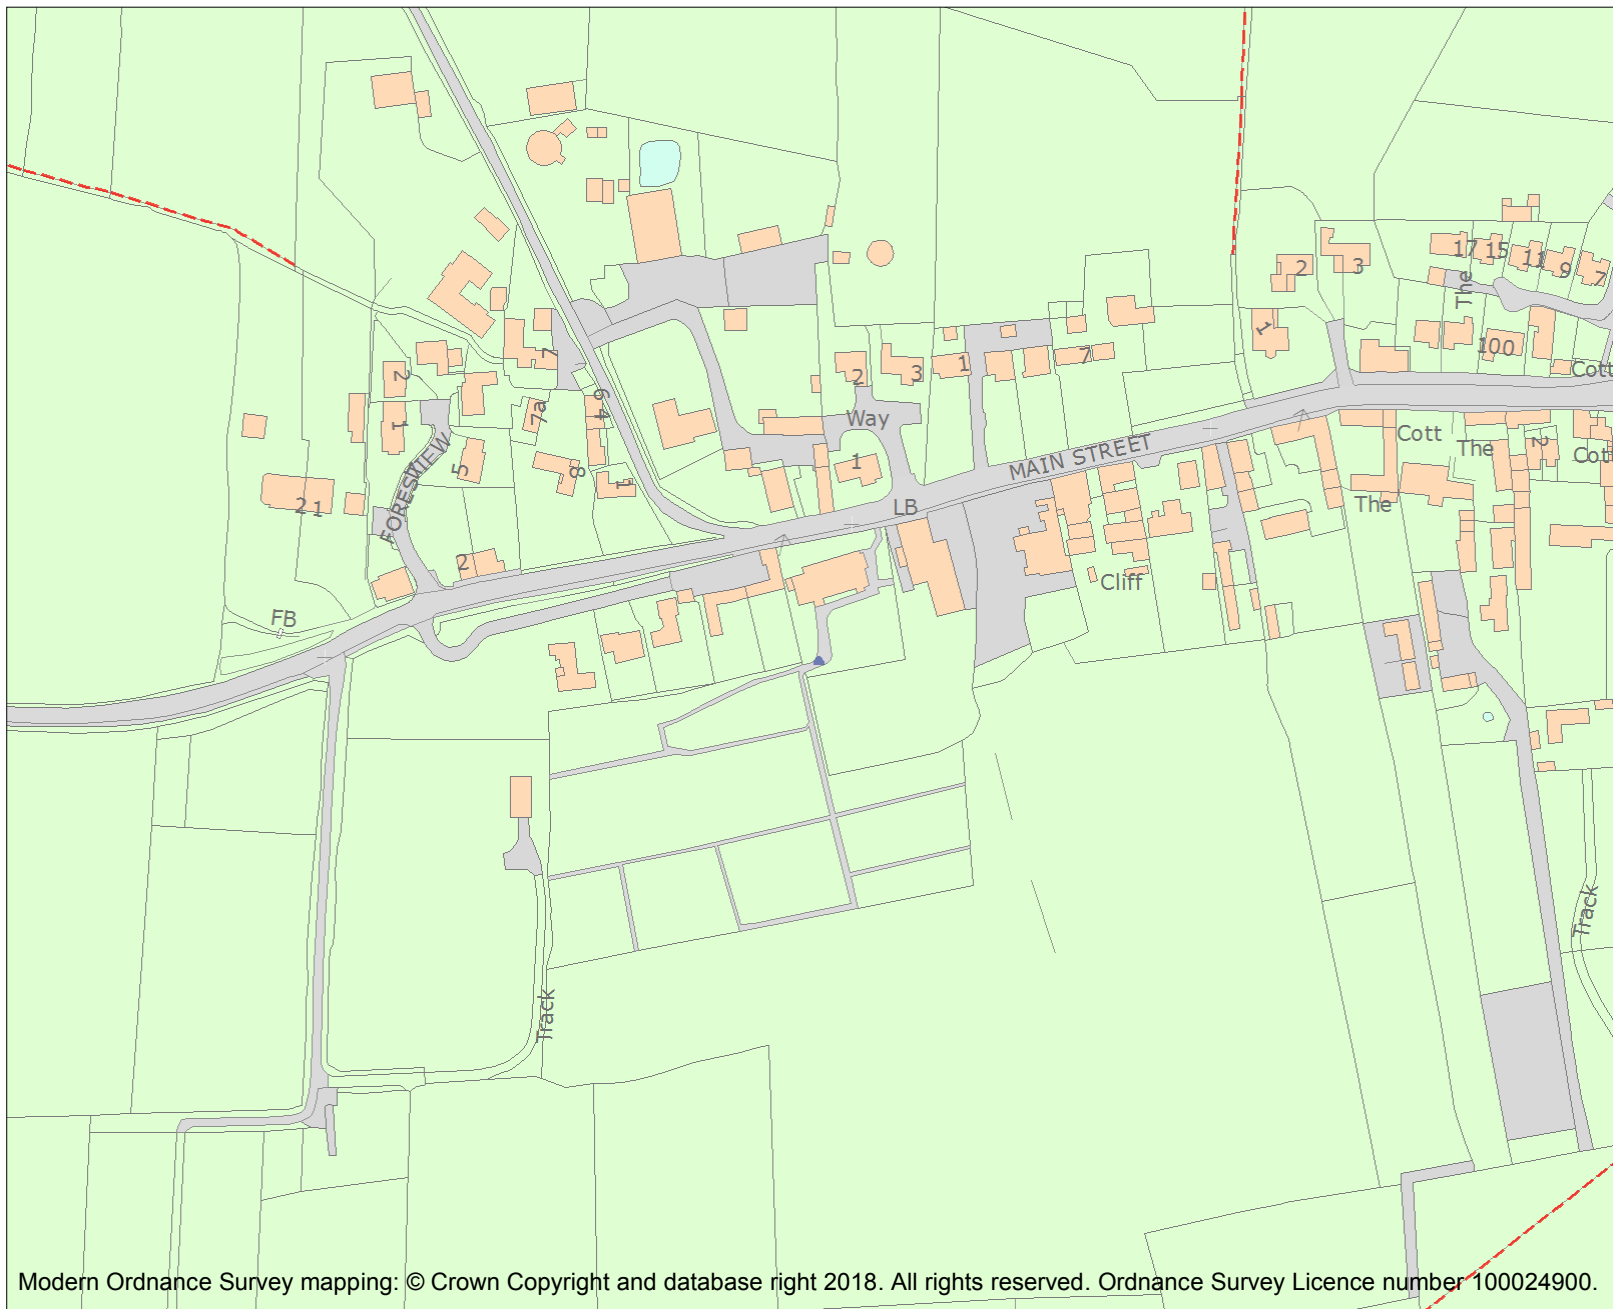 17
15
11
9
7
2
3
The
1
100
Cott
7
7
2
3
1
2
6 4
7a
1
Way
MAIN STREET
Cott
The
2
Cot
5
FORESVIEW
8
1
1
2 1
LB
The
2
Cliff
FB
Track
Track
Modern Ordnance Survey mapping: © Crown Copyright and database right 2018. All rights reserved. Ordnance Survey Licence number 100024900.